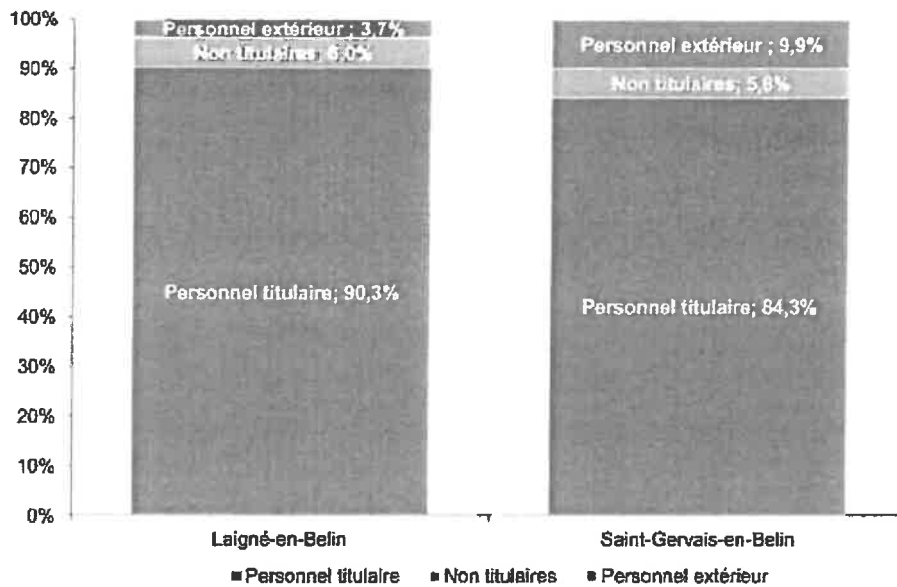 100%
90%
80%
70%
60%
50%
40%
30%
20%
10%
0%
Personnel extérieur ; 3,7%
Non titulaires; 6,0%
Personnel titulaire; 90,3%
Personnel extérieur ; 9,9%
Non titulaires; 5,8%
Personnel titulaire; 84,3%
Laigné-en-Belin
Saint-Gervais-en-Belin
Personnel titulaire Non titulaires Personnel extérieur